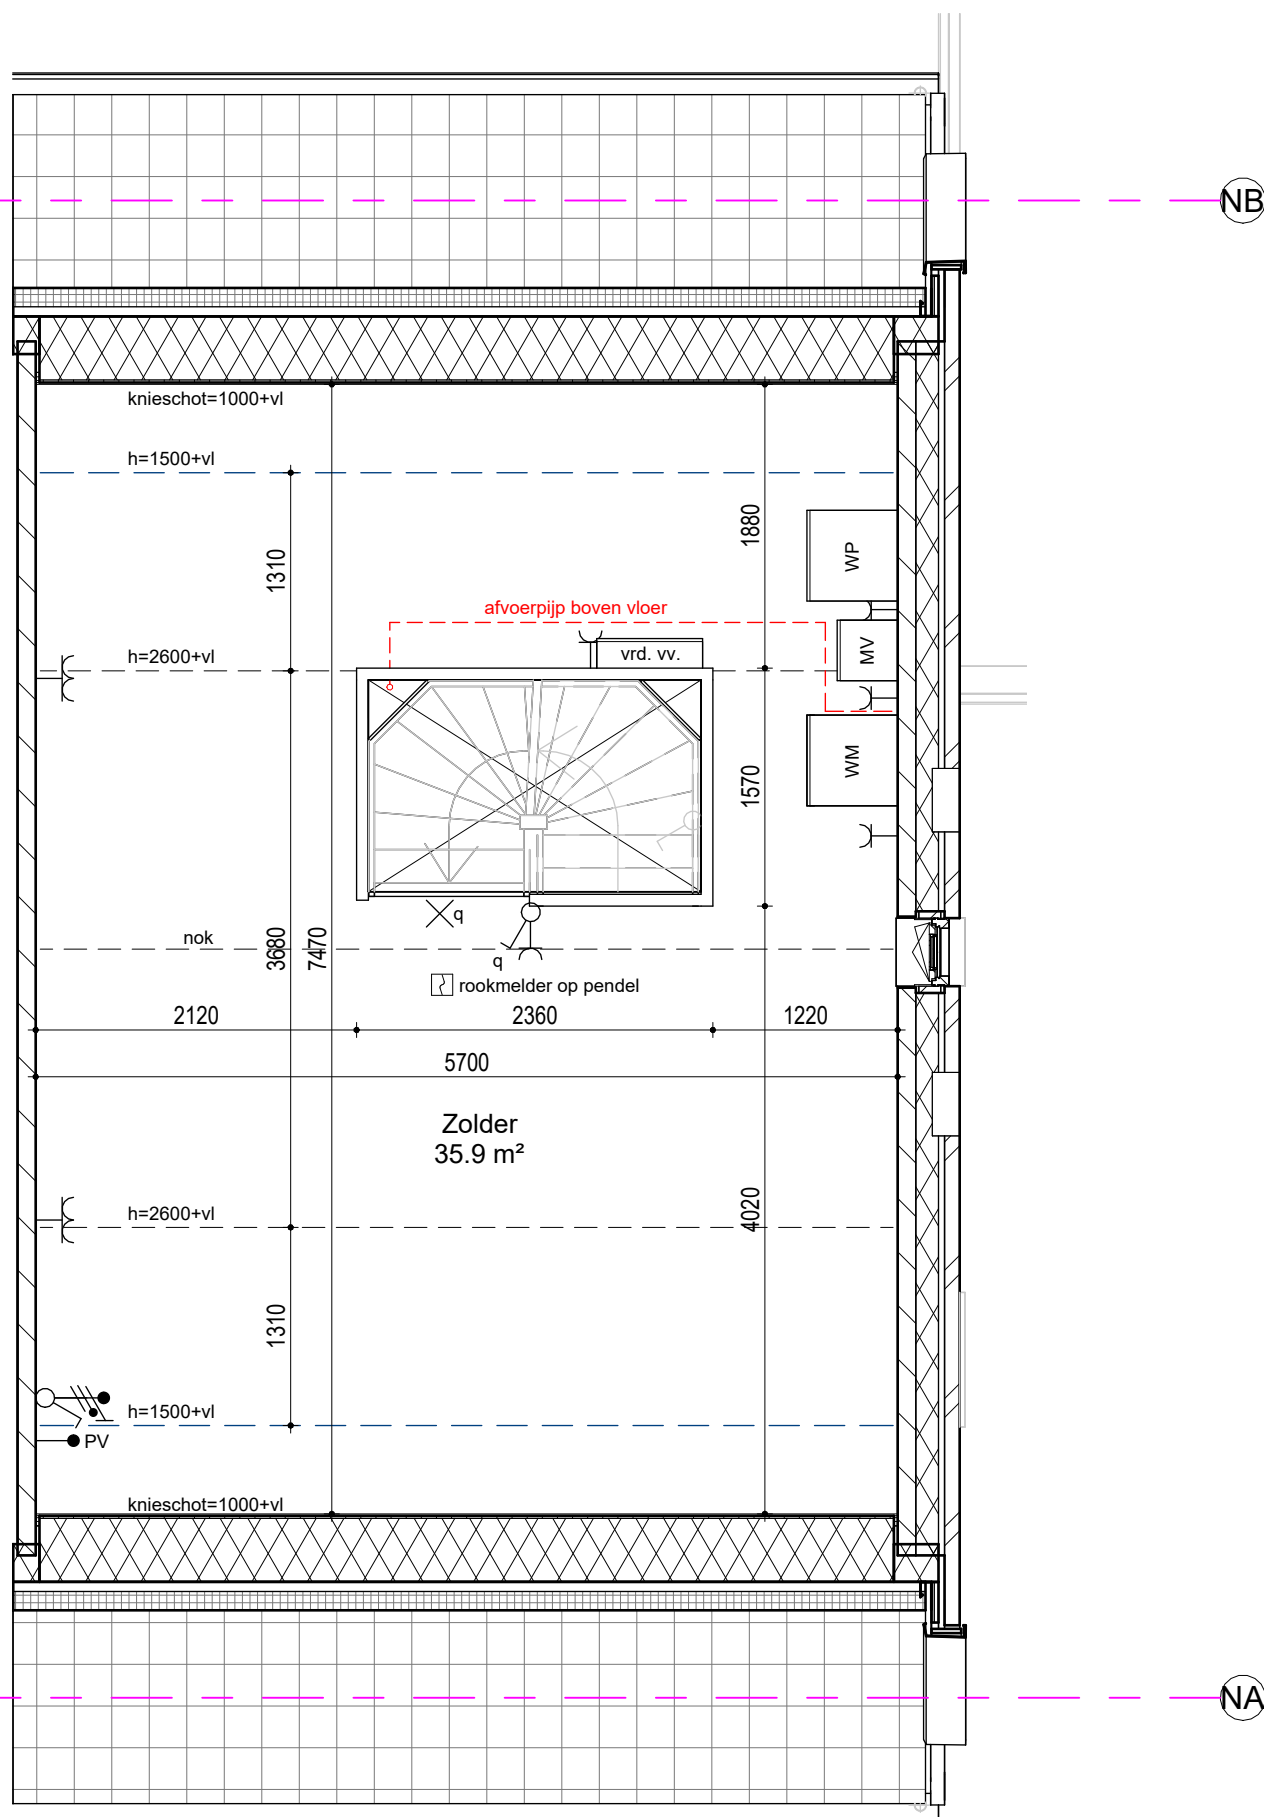 NB
knieschot=1000+vl
h=1500+vl
1310
1880
WP
afvoerpijp boven vloer
h=2600+vl
vrd. vv.
MV
WM
1570
q
nok
3680
7470
q
rookmelder op pendel
2120
2360
1220
5700
Zolder
35.9 m²
4020
h=2600+vl
1310
h=1500+vl
PV
knieschot=1000+vl
NA